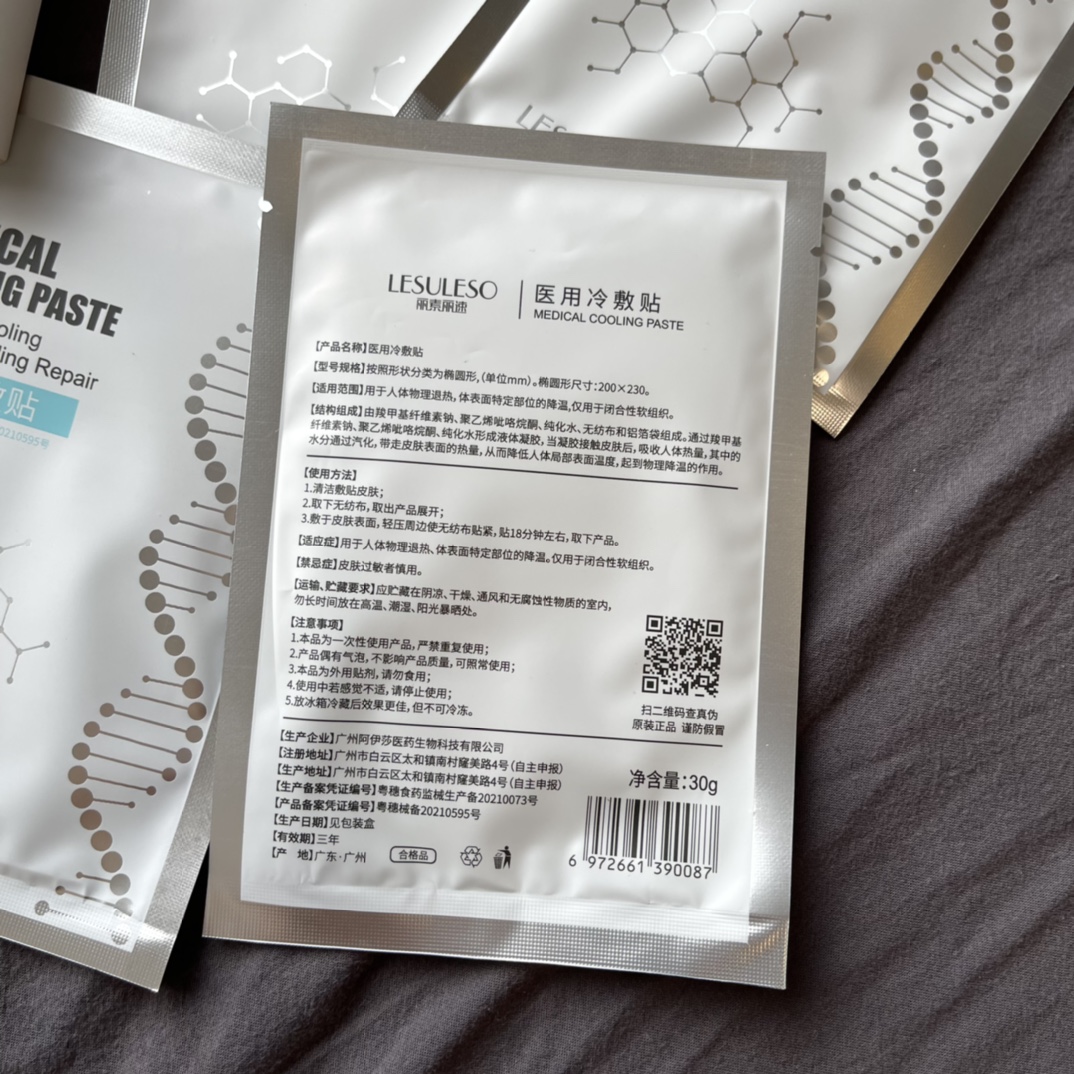 LES
ICAL
NG PASTE
oling
ling Repair
贴
20210595号
LESULESO
丽素丽速
医用冷敷贴
MEDICAL COOLING PASTE
【产品名称】医用冷敷贴
【型号规格】按照形状分类为椭圆形,(单位mm)。椭圆形尺寸:200×230。
【适用范围】用于人体物理退热,体表面特定部位的降温,仅用于闭合性软组织。
【结构组成】由羧甲基纤维素钠、聚乙烯吡咯烷酮、纯化水、无纺布和铝箔袋组成。通过羧甲基
纤维素钠、聚乙烯吡咯烷酮、纯化水形成液体凝胶,当凝胶接触皮肤后,吸收人体热量,其中的
水分通过汽化,带走皮肤表面的热量,从而降低人体局部表面温度,起到物理降温的作用。
【使用方法】
1.清洁敷贴皮肤;
2.取下无纺布,取出产品展开;
3.敷于皮肤表面,轻压周边使无纺布贴紧,贴18分钟左右,取下产品。
【适应症】用于人体物理退热、体表面特定部位的降温。仅用于闭合性软组织。
【禁忌症】皮肤过敏者慎用。
【运输、贮藏要求】应贮藏在阴凉、干燥、通风和无腐蚀性物质的室内,
勿长时间放在高温、潮湿、阳光暴晒处。
【注意事项】
1.本品为一次性使用产品,严禁重复使用;
2.产品偶有气泡,不影响产品质量,可照常使用;
3.本品为外用贴剂,请勿食用;
4.使用中若感觉不适,请停止使用;
5.放冰箱冷藏后效果更佳,但不可冷冻。
扫二维码查真伪
原装正品 谨防假冒
【生产企业】广州阿伊莎医药生物科技有限公司
【注册地址】广州市白云区太和镇南村窿美路4号(自主申报)
【生产地址】广州市白云区太和镇南村窿美路4号(自主申报)
【生产备案凭证编号】粤穗食药监械生产备20210073号
【产品备案凭证编号】粤穗械备20210595号
【生产日期】见包装盒
【有效期】三年
【产 地】广东·广州
合格品
净含量:30g
6 972661 390087